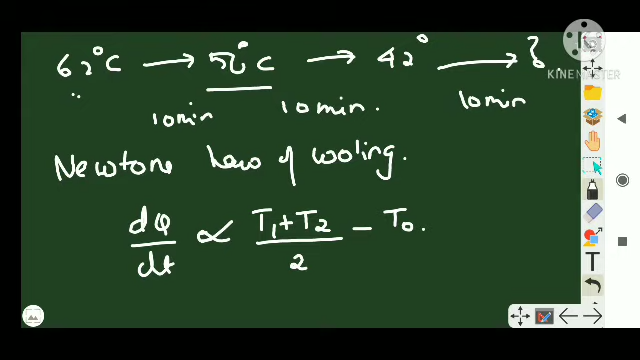 62°C → 50°C → 42° → }
KINEMASTER
10min 10min. 10min
Newtons Law of cooling.
dQ/dt ∝ (T₁+T₂)/2 − T₀.
T